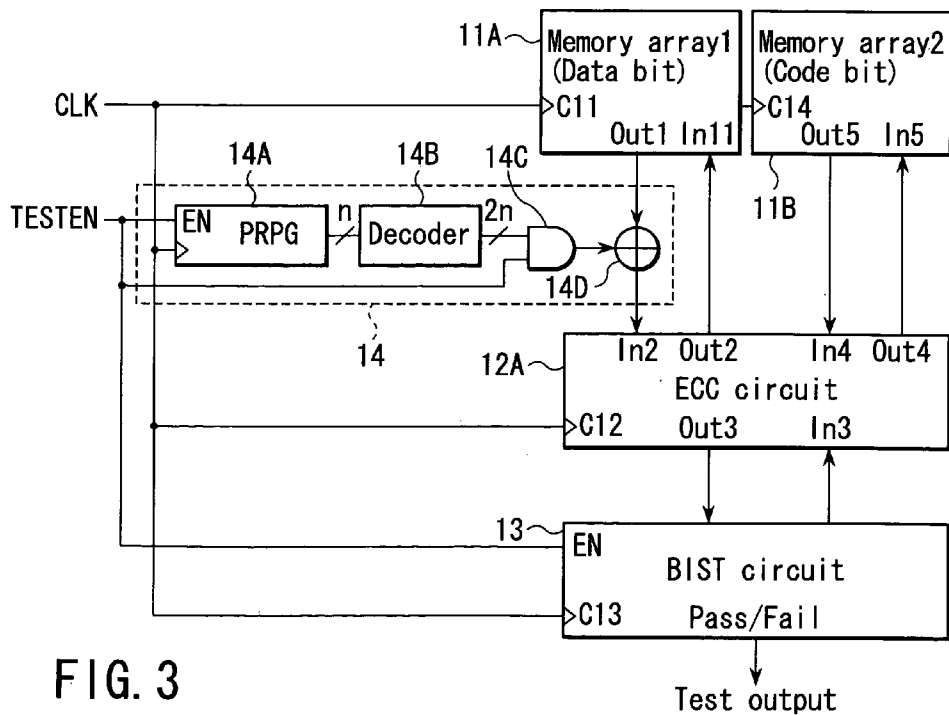 11A
Memory array1
(Data bit)
C11
Out1 In11
Memory array2
(Code bit)
C14
Out5 In5
11B
CLK
14A
14B
14C
TESTEN
EN
PRPG
n
Decoder
2n
14D
14
12A
In2 Out2 In4 Out4
ECC circuit
C12
Out3 In3
13
EN
BIST circuit
C13
Pass/Fail
FIG. 3
Test output